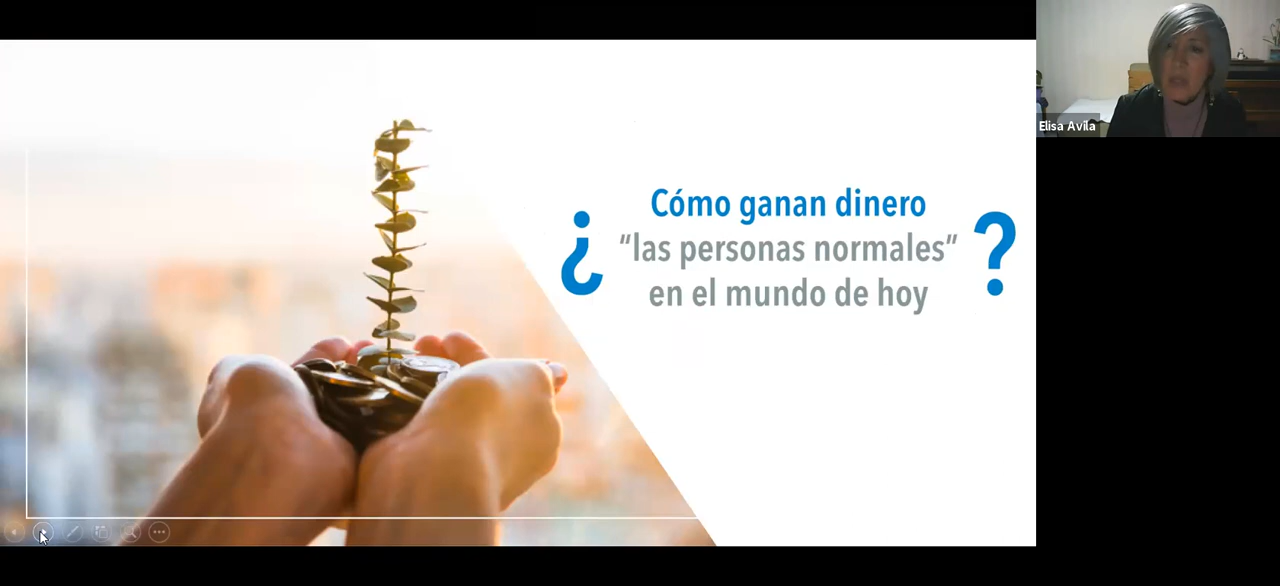 Elisa Avila
¿ Cómo ganan dinero
“las personas normales”
en el mundo de hoy ?